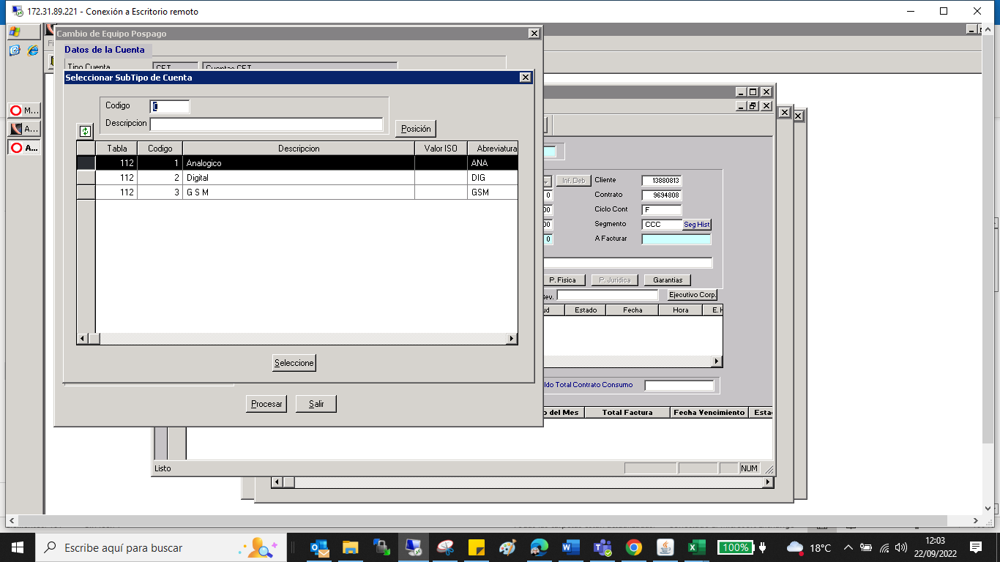 172.31.89.221 - Conexión a Escritorio remoto
Cambio de Equipo Pospago
Datos de la Cuenta
Tipo Cuenta
CET
Cuentas CET
Seleccionar SubTipo de Cuenta
Codigo
Descripcion
Posición
M...
A...
A...
Tabla Codigo Descripcion Valor ISO Abreviatura
112 1 Analogico ANA
112 2 Digital DIG
112 3 G S M GSM
Seleccione
Procesar
Salir
Inf. Deb
Cliente 13880813
0 Contrato 9694808
00 Ciclo Cont F
00 Segmento CCC Seg Hist
0 A Facturar
P. Fisica
P. Juridica
Garantias
Ejecutivo Corp.
Estado Fecha Hora
ldo Total Contrato Consumo
o del Mes Total Factura Fecha Vencimiento Esta
Listo
NUM
Escribe aquí para buscar
100%
18°C
12:03
22/09/2022